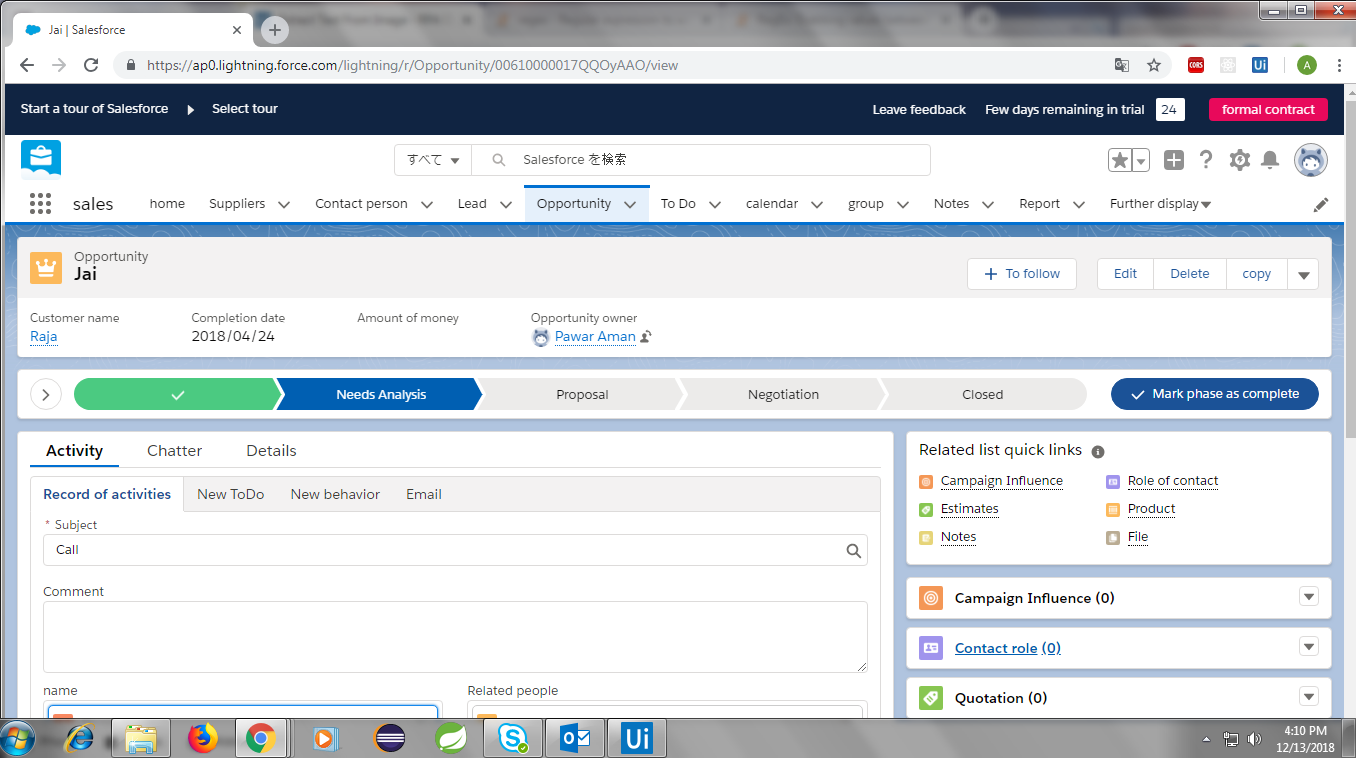 Jai | Salesforce
https://ap0.lightning.force.com/lightning/r/Opportunity/00610000017QQOyAAO/view
CORS
Ui
A
Start a tour of Salesforce
Select tour
Leave feedback
Few days remaining in trial
24
formal contract
すべて
Salesforce を検索
sales
home
Suppliers
Contact person
Lead
Opportunity
To Do
calendar
group
Notes
Report
Further display
Opportunity
Jai
To follow
Edit
Delete
copy
Customer name
Completion date
Amount of money
Opportunity owner
Raja
2018/04/24
Pawar Aman
Needs Analysis
Proposal
Negotiation
Closed
Mark phase as complete
Activity
Chatter
Details
Record of activities
New ToDo
New behavior
Email
* Subject
Call
Comment
name
Related people
Related list quick links
Campaign Influence
Role of contact
Estimates
Product
Notes
File
Campaign Influence (0)
Contact role (0)
Quotation (0)
Ui
4:10 PM
12/13/2018